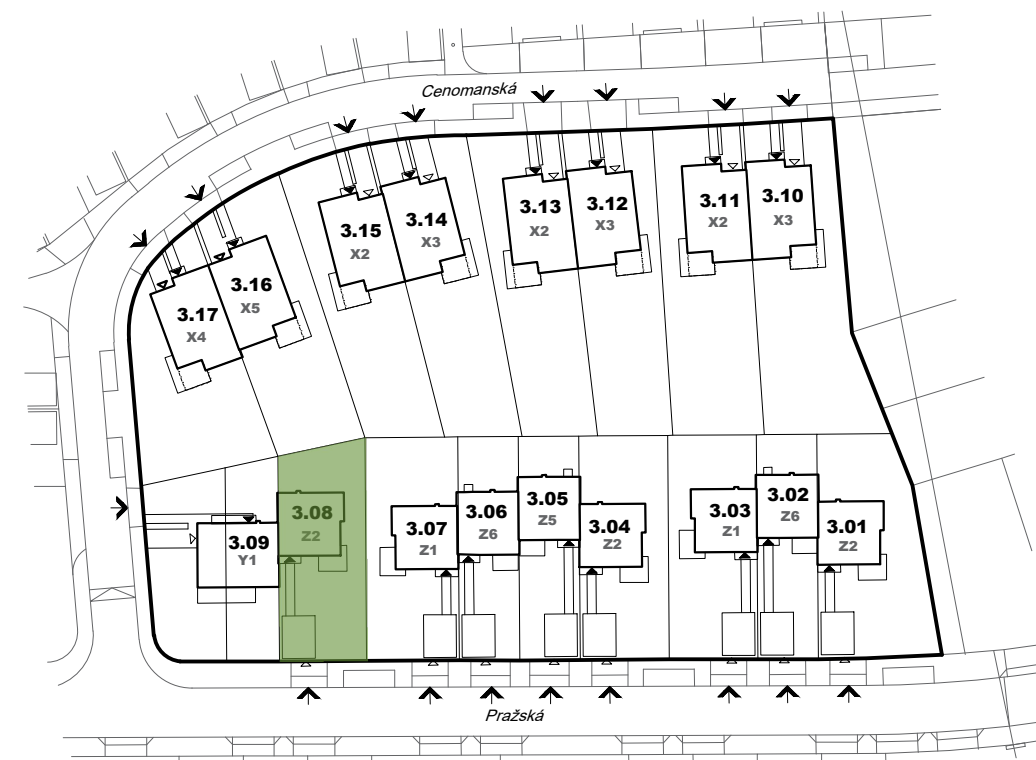 Cenomanská
3.17
X4
3.16
X5
3.15
X2
3.14
X3
3.13
X2
3.12
X3
3.11
X2
3.10
X3
3.09
Y1
3.08
Z2
3.07
Z1
3.06
Z6
3.05
Z5
3.04
Z2
3.03
Z1
3.02
Z6
3.01
Z2
Pražská